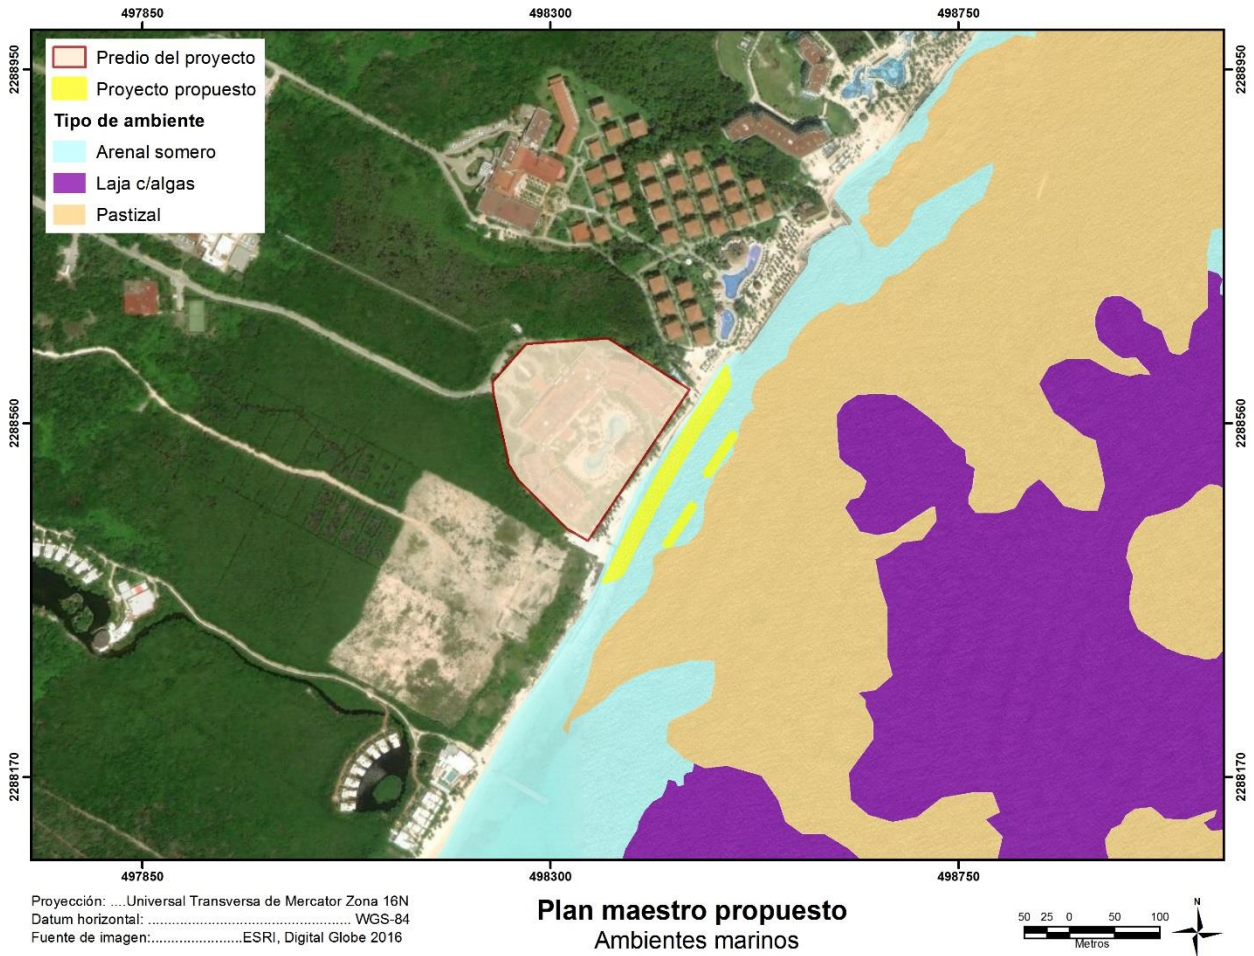 497850
498300
498750
2288950
2288950
Predio del proyecto
Proyecto propuesto
Tipo de ambiente
Arenal somero
Laja c/algas
Pastizal
2288560
2288560
2288170
2288170
497850
498300
498750
Proyección: ....Universal Transversa de Mercator Zona 16N
Datum horizontal: .......................................... WGS-84
Fuente de imagen:.......................ESRI, Digital Globe 2016
Plan maestro propuesto
Ambientes marinos
50 25 0 50 100
Metros
N